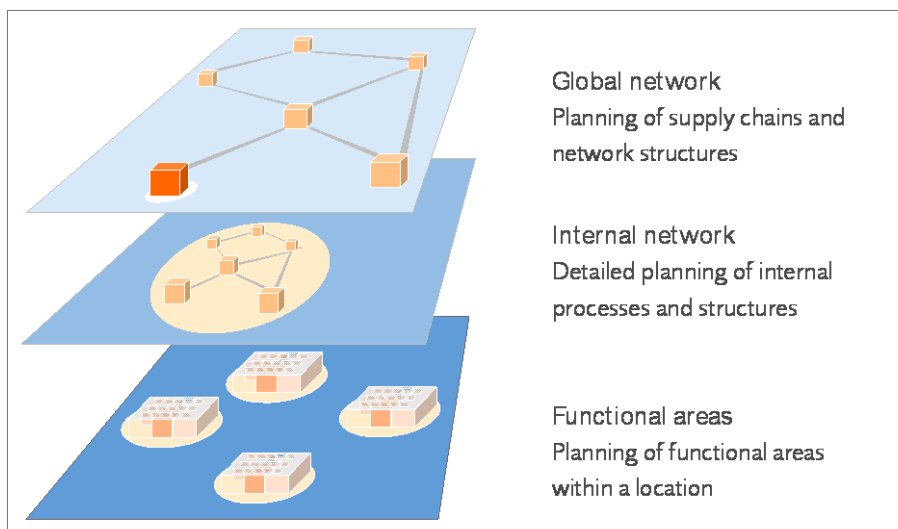 Global network
Planning of supply chains and
network structures
Internal network
Detailed planning of internal
processes and structures
Functional areas
Planning of functional areas
within a location